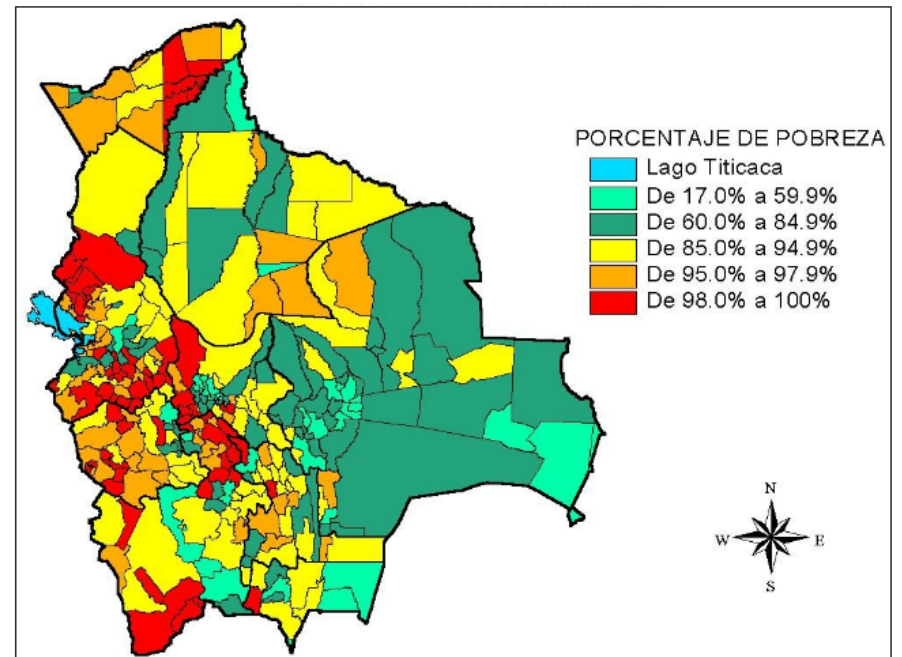 PORCENTAJE DE POBREZA
Lago Titicaca
De 17.0% a 59.9%
De 60.0% a 84.9%
De 85.0% a 94.9%
De 95.0% a 97.9%
De 98.0% a 100%
N
W E
S